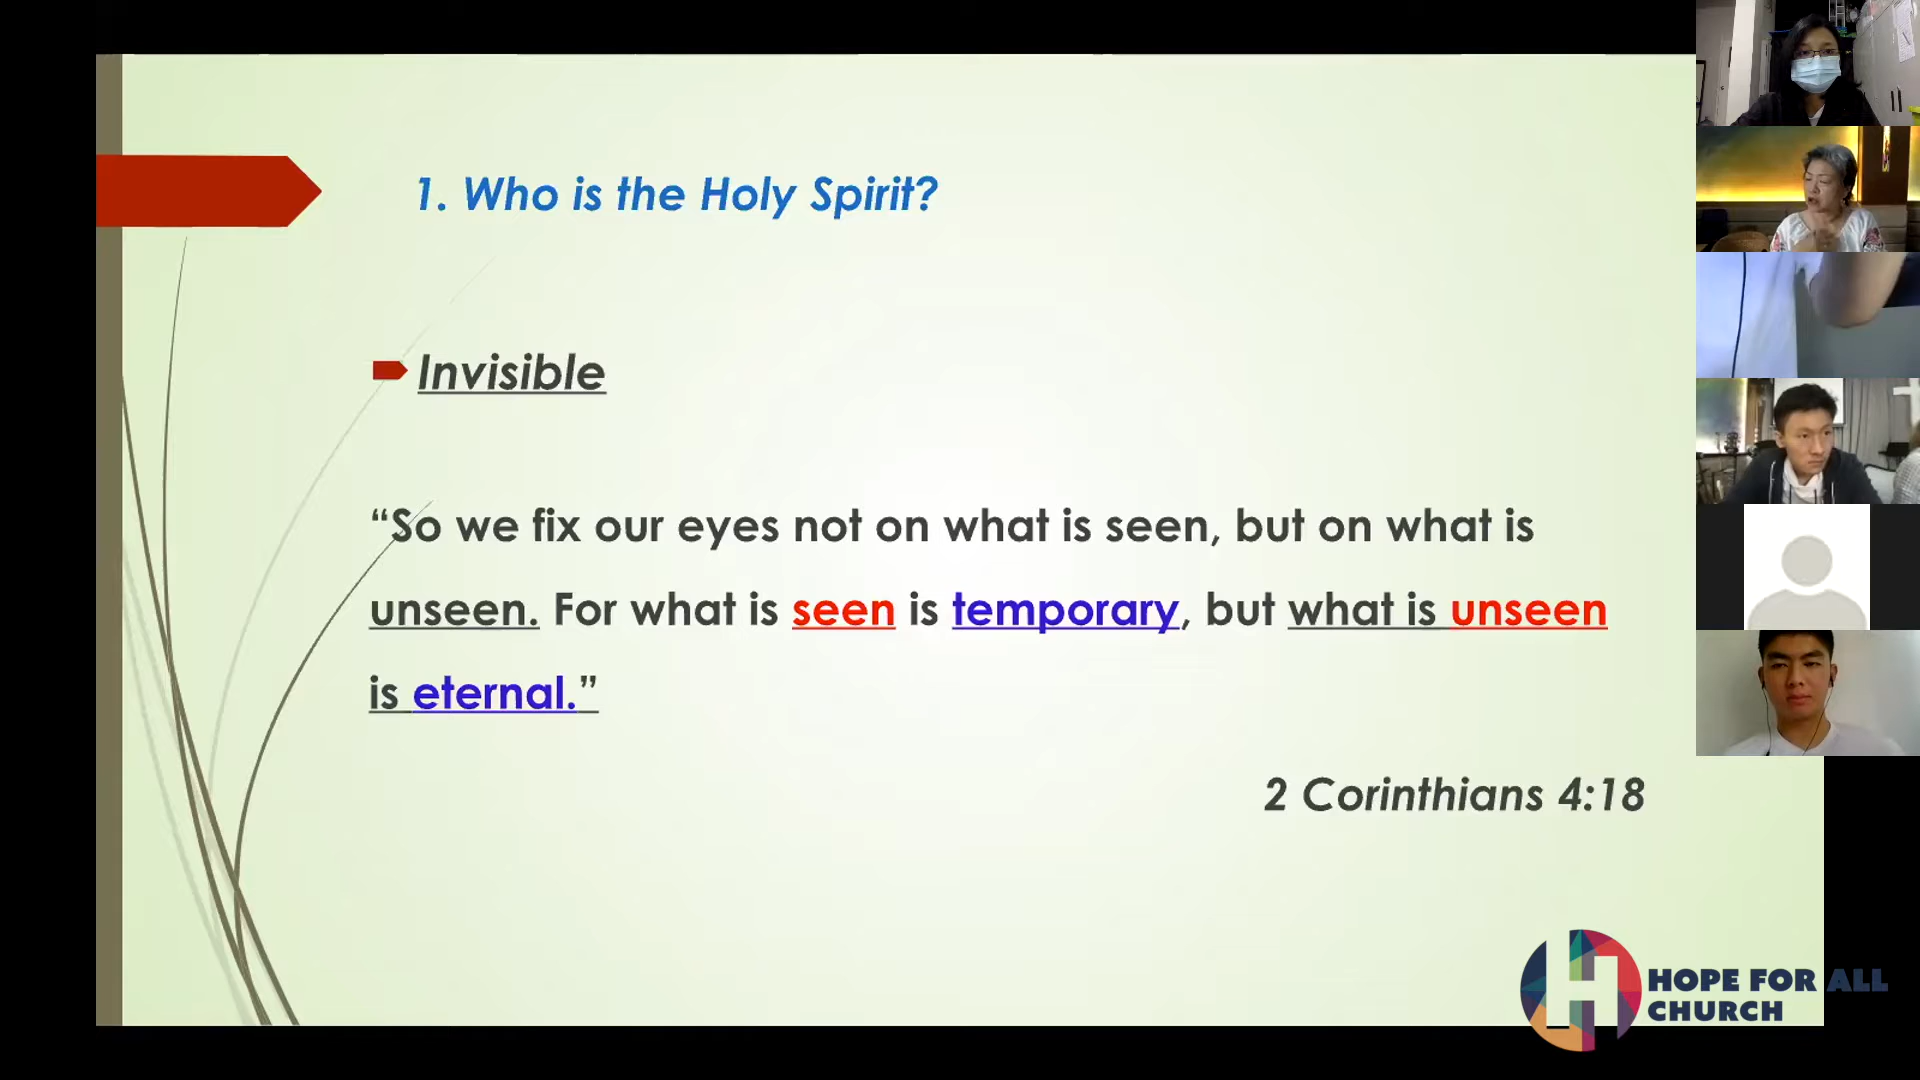 1. Who is the Holy Spirit?
Invisible
“So we fix our eyes not on what is seen, but on what is
unseen. For what is seen is temporary, but what is unseen
is eternal.”
2 Corinthians 4:18
HOPE FOR ALL
CHURCH